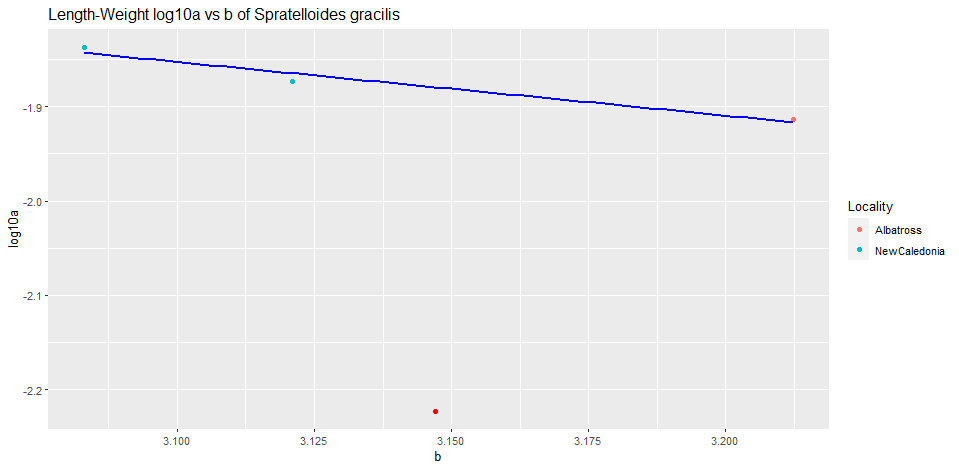 Length-Weight log10a vs b of Spratelloides gracilis
log10a
-1.9
-2.0
-2.1
-2.2
3.100 3.125 3.150 3.175 3.200
b
Locality
Albatross
NewCaledonia